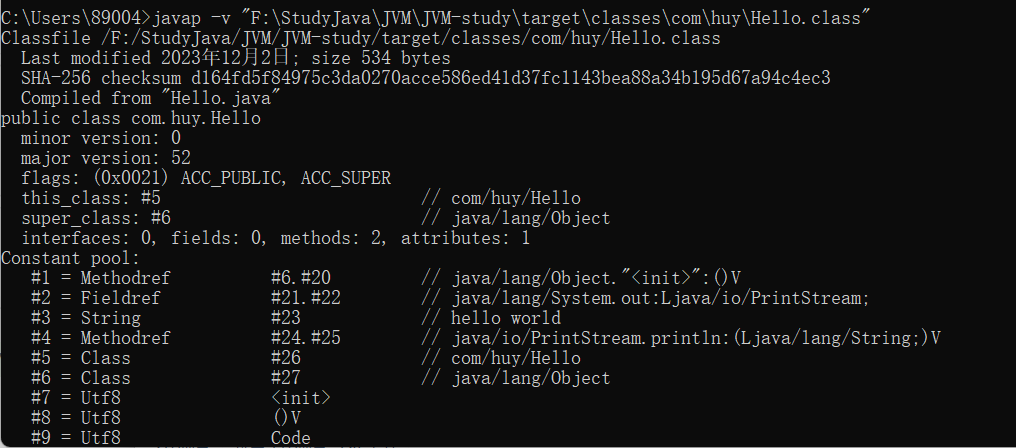 C:\Users\89004>javap -v "F:\StudyJava\JVM\JVM-study\target\classes\com\huy\Hello.class"
Classfile /F:/StudyJava/JVM/JVM-study/target/classes/com/huy/Hello.class
  Last modified 2023年12月2日; size 534 bytes
  SHA-256 checksum d164fd5f84975c3da0270acce586ed41d37fc1143bea88a34b195d67a94c4ec3
  Compiled from "Hello.java"
public class com.huy.Hello
  minor version: 0
  major version: 52
  flags: (0x0021) ACC_PUBLIC, ACC_SUPER
  this_class: #5                          // com/huy/Hello
  super_class: #6                         // java/lang/Object
  interfaces: 0, fields: 0, methods: 2, attributes: 1
Constant pool:
   #1 = Methodref          #6.#20         // java/lang/Object."<init>":()V
   #2 = Fieldref           #21.#22        // java/lang/System.out:Ljava/io/PrintStream;
   #3 = String             #23            // hello world
   #4 = Methodref          #24.#25        // java/io/PrintStream.println:(Ljava/lang/String;)V
   #5 = Class              #26            // com/huy/Hello
   #6 = Class              #27            // java/lang/Object
   #7 = Utf8               <init>
   #8 = Utf8               ()V
   #9 = Utf8               Code